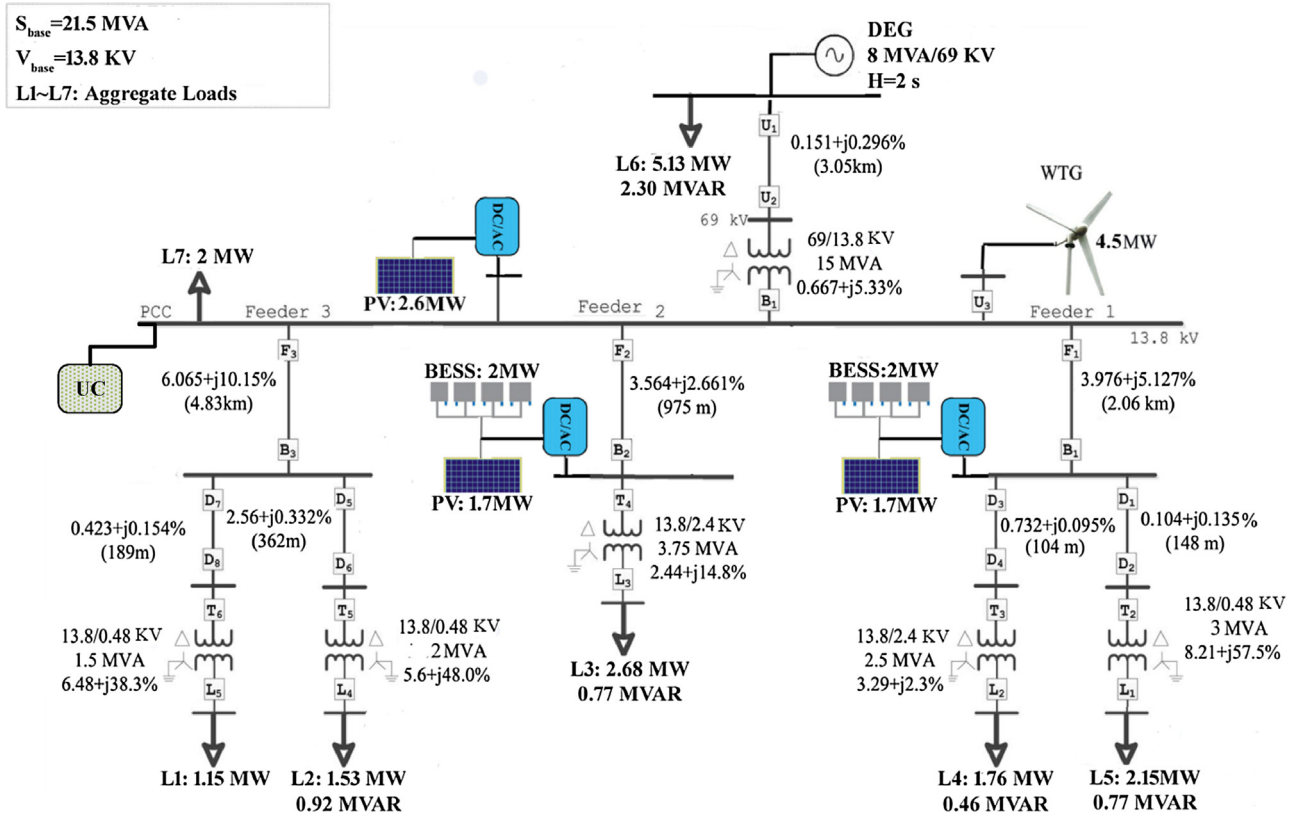 S_base=21.5 MVA
V_base=13.8 KV
L1~L7: Aggregate Loads
DEG
8 MVA/69 KV
H=2 s
U1
0.151+j0.296%
(3.05km)
L6: 5.13 MW
2.30 MVAR
U2
69 kV
69/13.8 KV
15 MVA
0.667+j5.33%
B1
WTG
4.5MW
U3
DC/AC
PV: 2.6MW
L7: 2 MW
PCC
Feeder 3
Feeder 2
Feeder 1
13.8 kV
UC
F3
6.065+j10.15%
(4.83km)
B3
F2
3.564+j2.661%
(975 m)
B2
F1
3.976+j5.127%
(2.06 km)
B1
BESS: 2MW
DC/AC
PV: 1.7MW
BESS:2MW
DC/AC
PV: 1.7MW
D7
0.423+j0.154%
(189m)
D8
D5
2.56+j0.332%
(362m)
D6
T6
13.8/0.48 KV
1.5 MVA
6.48+j38.3%
L5
T5
13.8/0.48 KV
2 MVA
5.6+j48.0%
L4
T4
13.8/2.4 KV
3.75 MVA
2.44+j14.8%
L3
D3
0.732+j0.095%
(104 m)
D4
D1
0.104+j0.135%
(148 m)
D2
T3
13.8/2.4 KV
2.5 MVA
3.29+j2.3%
L2
T2
13.8/0.48 KV
3 MVA
8.21+j57.5%
L1
L1: 1.15 MW
L2: 1.53 MW
0.92 MVAR
L3: 2.68 MW
0.77 MVAR
L4: 1.76 MW
0.46 MVAR
L5: 2.15MW
0.77 MVAR